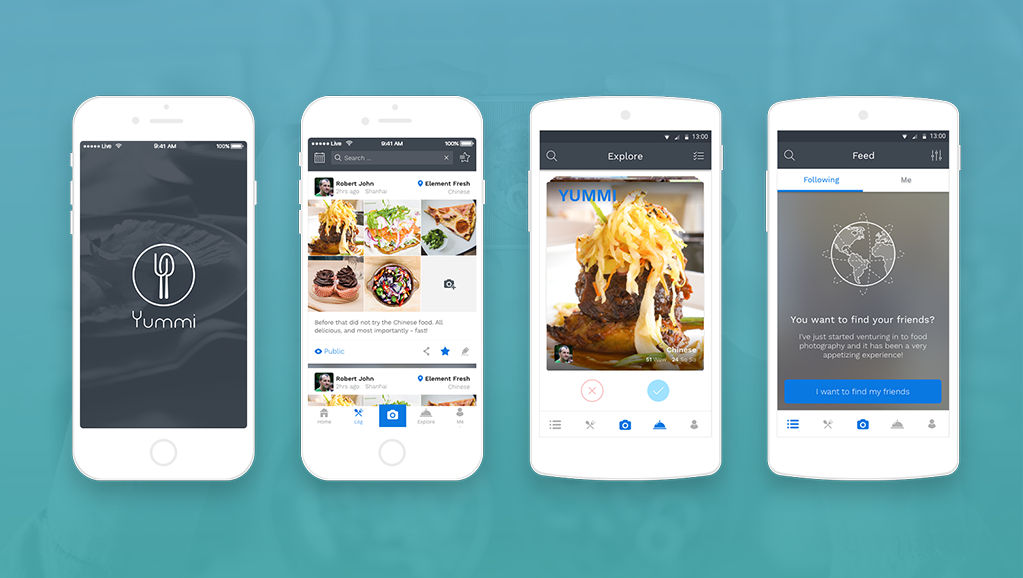 Live 9:41 AM 100%
Yummi
Live 9:41 AM 100%
Search ...
Robert John
Element Fresh
2hrs ago Shanhai
Chinese
Before that did not try the Chinese food. All
delicious, and most importantly - fast!
Public
Robert John
Element Fresh
2hrs ago Shanhai
Chinese
Home Log Explore Me
13:00
Explore
YUMMI
Chinese
51 Want 24 So So
13:00
Feed
Following Me
You want to find your friends?
I've just started venturing in to food
photography and it has been a very
appetizing experience!
I want to find my friends